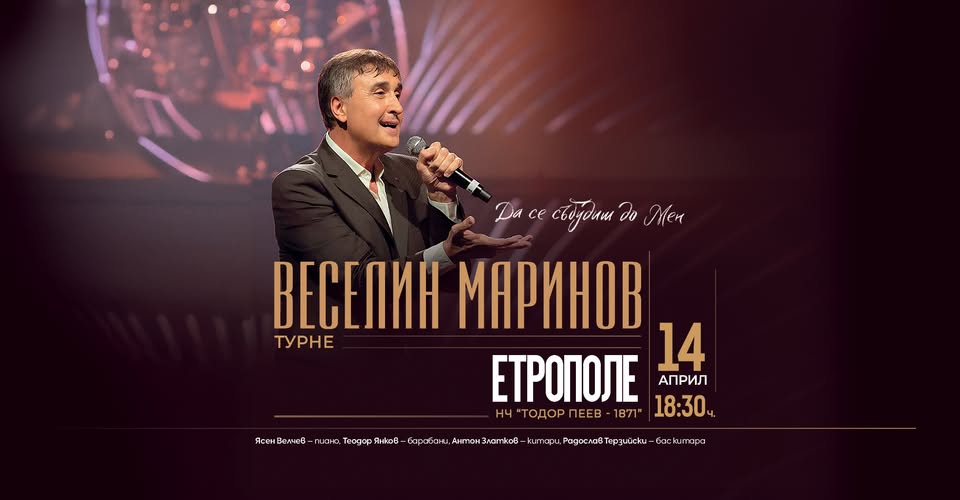 Да се събудиш до Мен
ВЕСЕЛИН МАРИНОВ
ТУРНЕ
ЕТРОПОЛЕ
НЧ "ТОДОР ПЕЕВ - 1871"
14
АПРИЛ
18:30 ч.
Ясен Велчев – пиано, Теодор Янков – барабани, Антон Златков – китари, Радослав Терзийски – бас китара